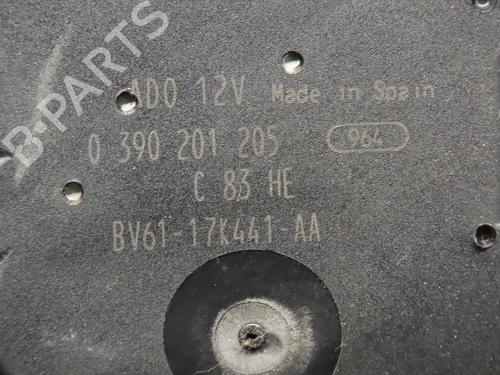 B-PARTS
ADO 12V Made in Spain
0 390 201 205 964
C 83 HE
BV61-17K441-AA